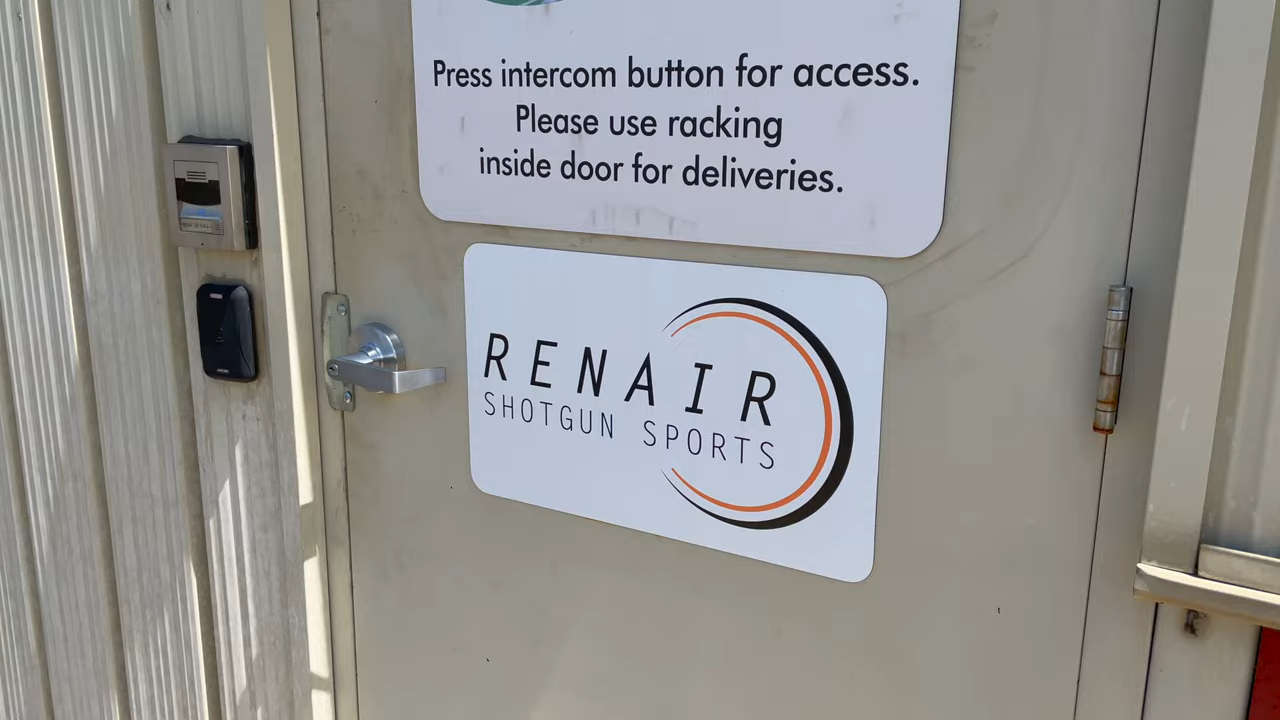 Press intercom button for access.
Please use racking
inside door for deliveries.
RENAIR
SHOTGUN SPORTS